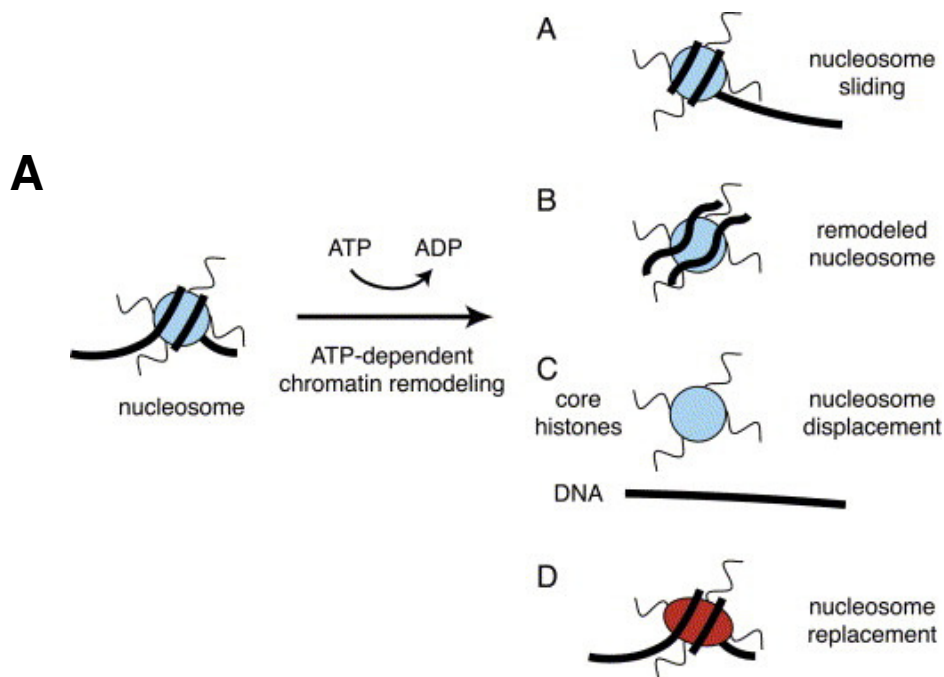 A
A
nucleosome
sliding
B
remodeled
nucleosome
ATP
ADP
ATP-dependent
chromatin remodeling
nucleosome
C
core
histones
nucleosome
displacement
DNA
D
nucleosome
replacement